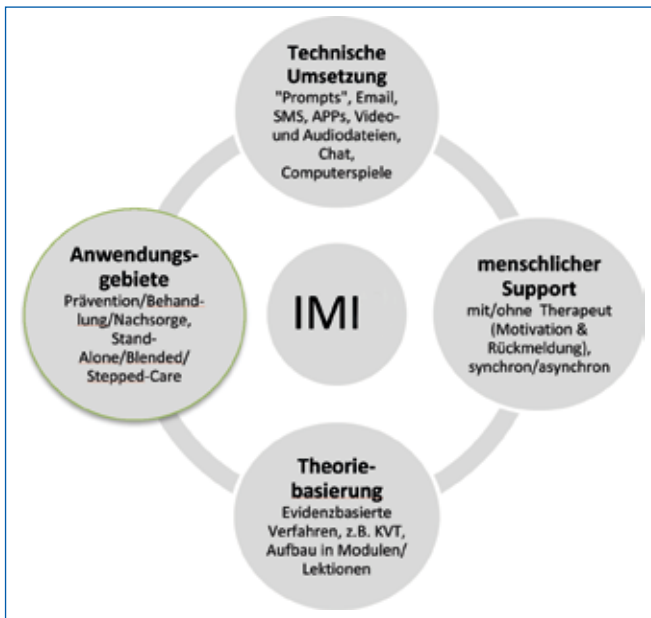 Technische
Umsetzung
"Prompts", Email,
SMS, APPs, Video-
und Audiodateien,
Chat,
Computerspiele
Anwendungs-
gebiete
Prävention/Behand-
lung/Nachsorge,
Stand-
Alone/Blended/
Stepped-Care
IMI
menschlicher
Support
mit/ohne Therapeut
(Motivation &
Rückmeldung),
synchron/asynchron
Theorie-
basierung
Evidenzbasierte
Verfahren, z.B. KVT,
Aufbau in Modulen/
Lektionen